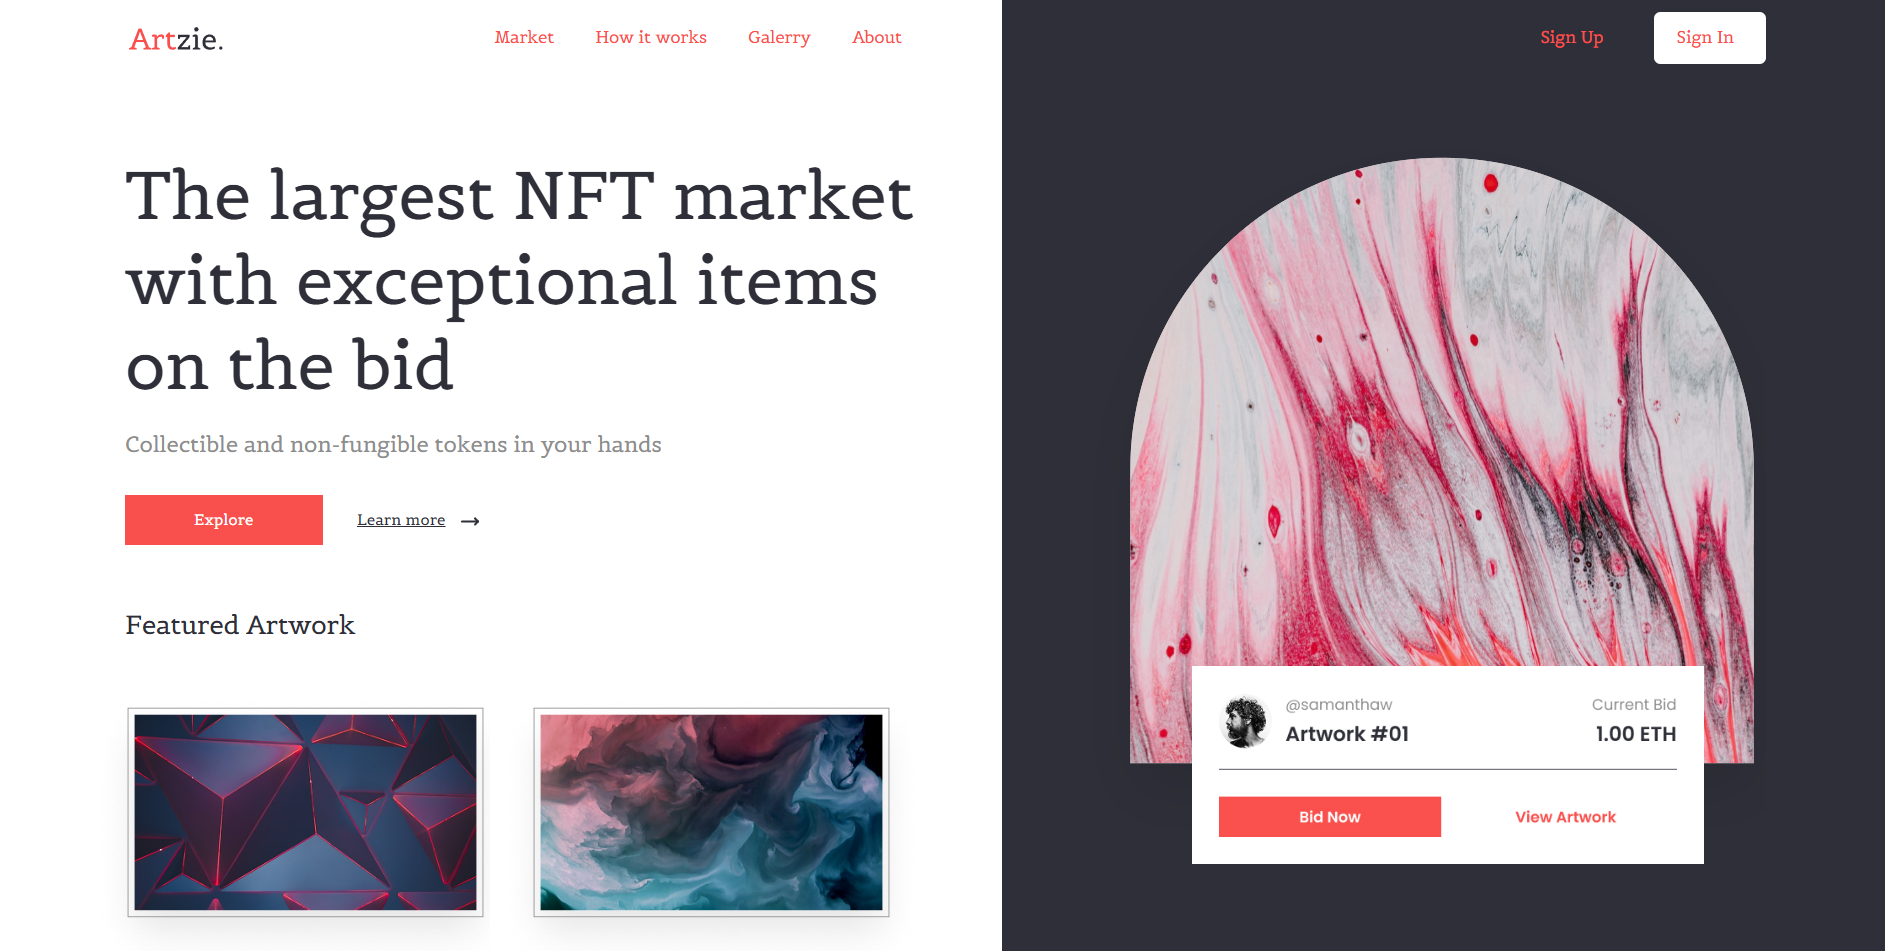 Artzie.
Market
How it works
Galerry
About
Sign Up
Sign In
The largest NFT market
with exceptional items
on the bid
Collectible and non-fungible tokens in your hands
Explore
Learn more
Featured Artwork
@samanthaw
Current Bid
Artwork #01
1.00 ETH
Bid Now
View Artwork